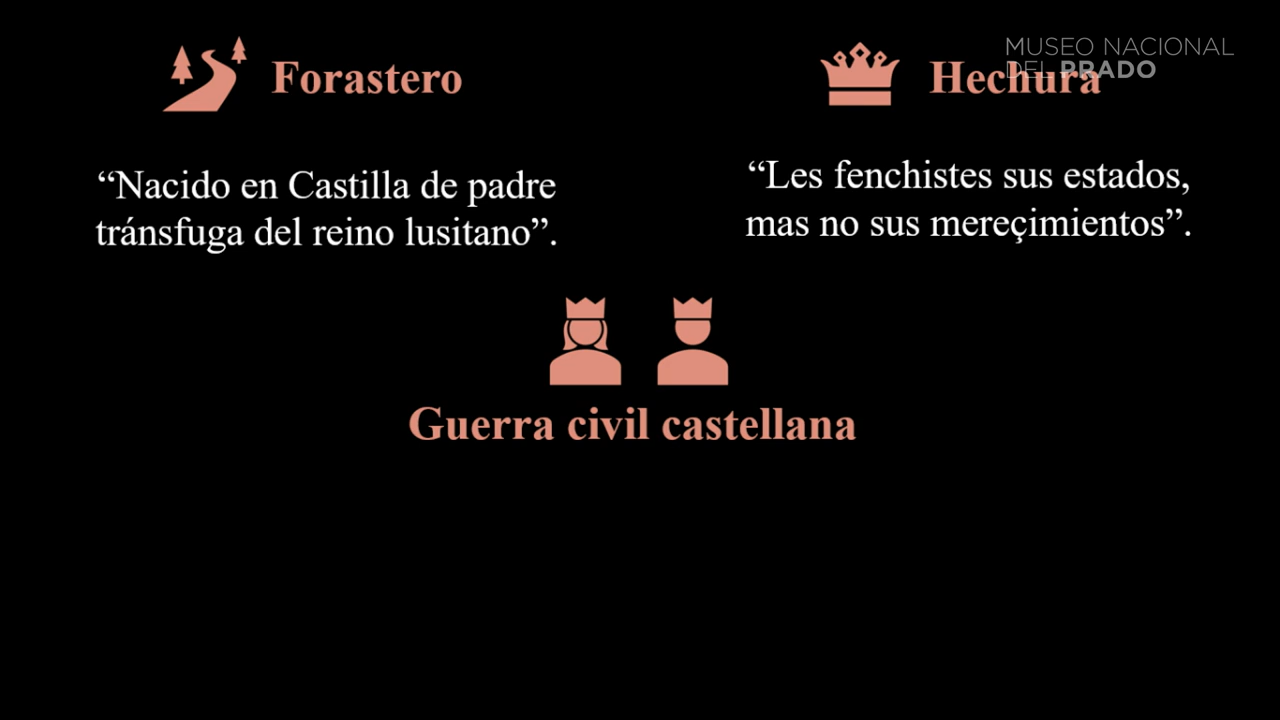 MUSEO NACIONAL
DEL PRADO
Forastero
Hechura
“Nacido en Castilla de padre
tránsfuga del reino lusitano”.
“Les fenchistes sus estados,
mas no sus mereçimientos”.
Guerra civil castellana